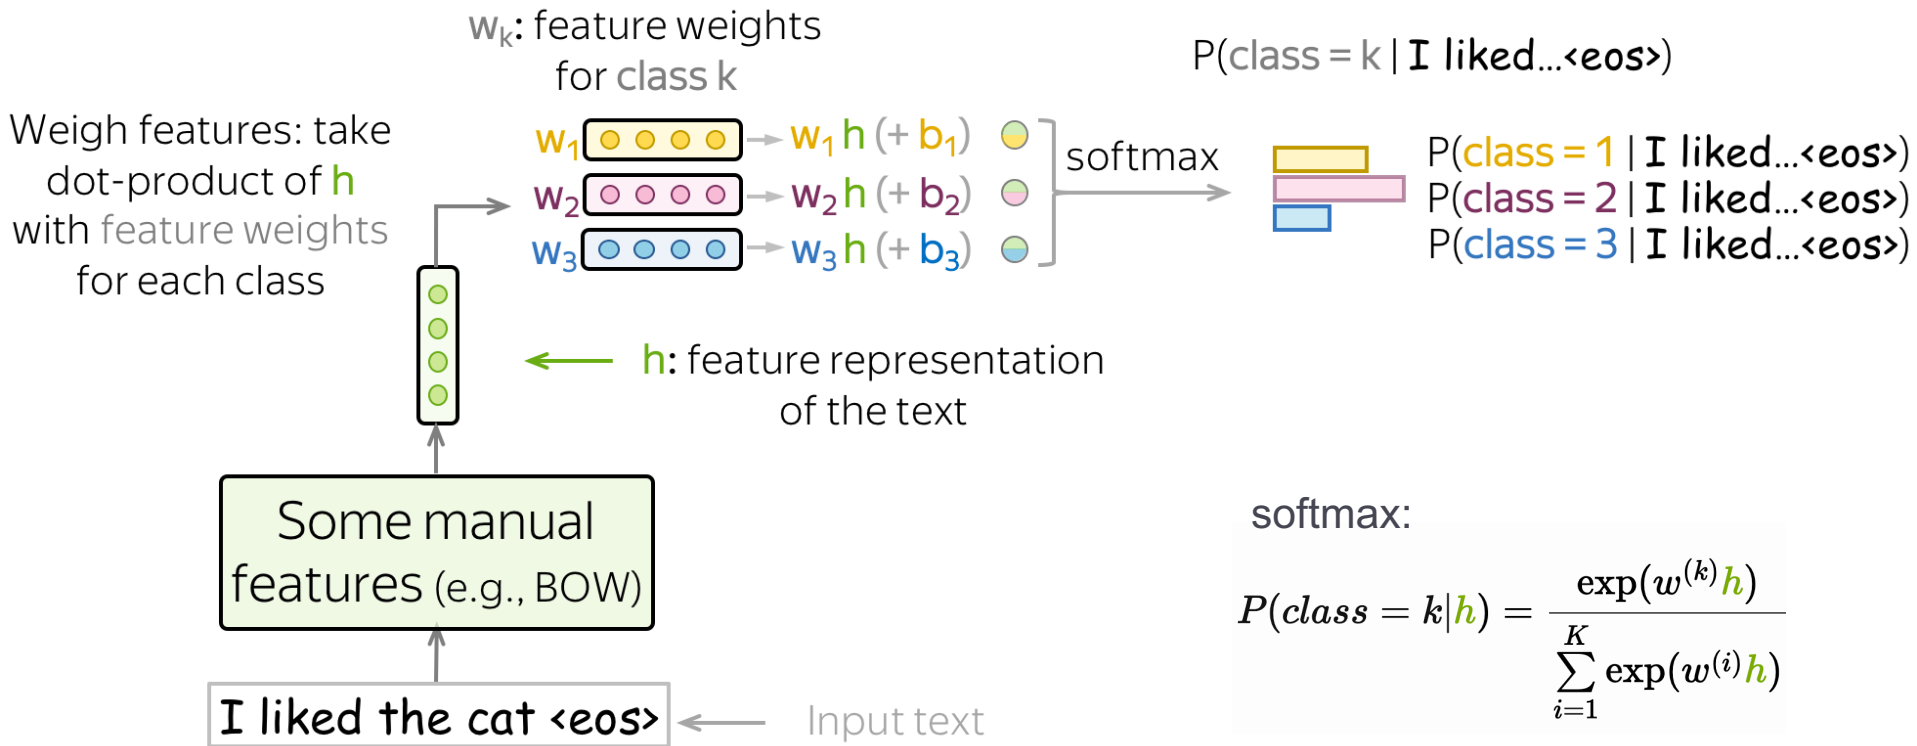 wₖ: feature weights
for class k
P(class = k | I liked...<eos>)
Weigh features: take
dot-product of h
with feature weights
for each class
w₁ w₁ h (+ b₁)
w₂ w₂ h (+ b₂)
w₃ w₃ h (+ b₃)
softmax
P(class = 1 | I liked...<eos>)
P(class = 2 | I liked...<eos>)
P(class = 3 | I liked...<eos>)
h: feature representation
of the text
Some manual
features (e.g., BOW)
I liked the cat <eos>
Input text
softmax:
P(class = k|h) = exp(w^(k)h) / ∑_{i=1}^{K} exp(w^(i)h)